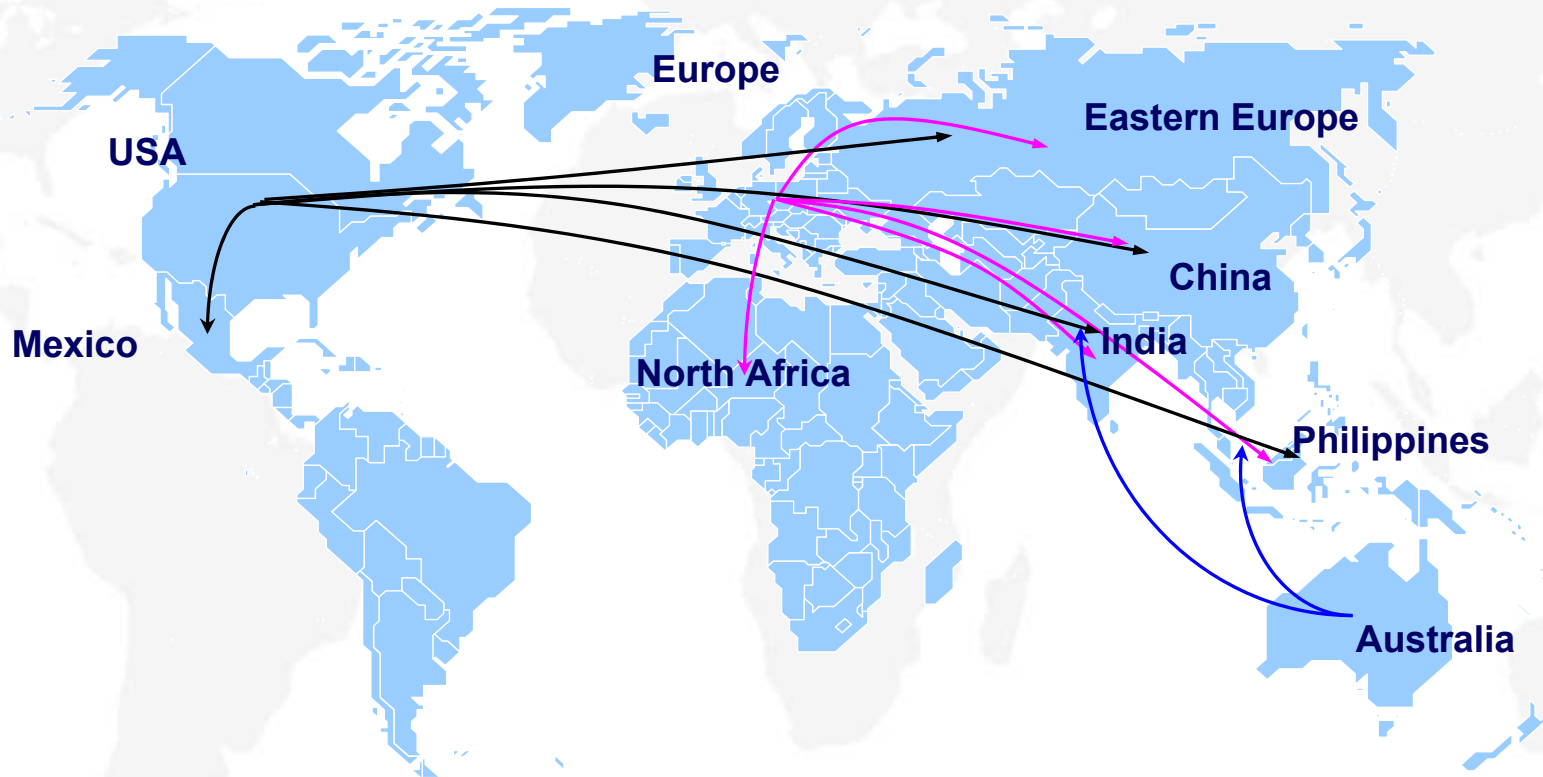 Europe
Eastern Europe
USA
China
Mexico
India
North Africa
Philippines
Australia